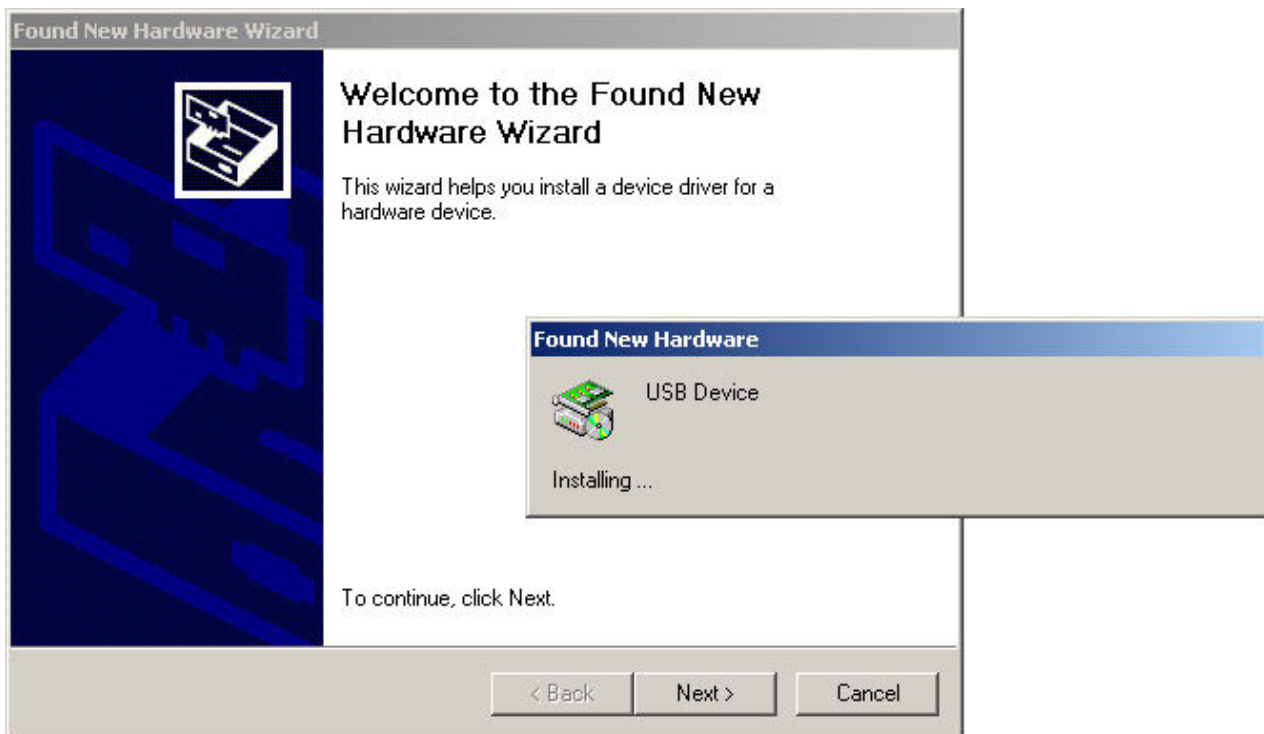 Found New Hardware Wizard
Welcome to the Found New
Hardware Wizard
This wizard helps you install a device driver for a
hardware device.
Found New Hardware
USB Device
Installing ...
To continue, click Next.
< Back
Next >
Cancel